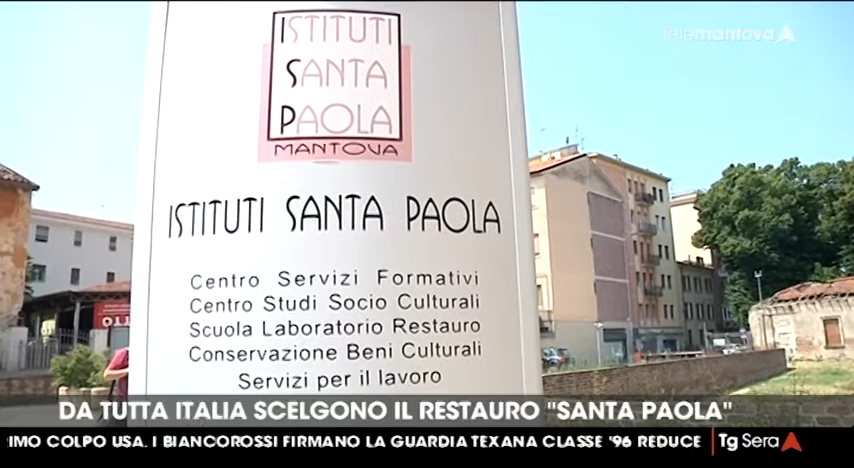 telemantova
ISTITUTI
SANTA
PAOLA
MANTOVA
ISTITUTI SANTA PAOLA
Centro Servizi Formativi
Centro Studi Socio Culturali
Scuola Laboratorio Restauro
Conservazione Beni Culturali
Servizi per il lavoro
DA TUTTA ITALIA SCELGONO IL RESTAURO "SANTA PAOLA"
IMO COLPO USA. I BIANCOROSSI FIRMANO LA GUARDIA TEXANA CLASSE '96 REDUCE
Tg Sera